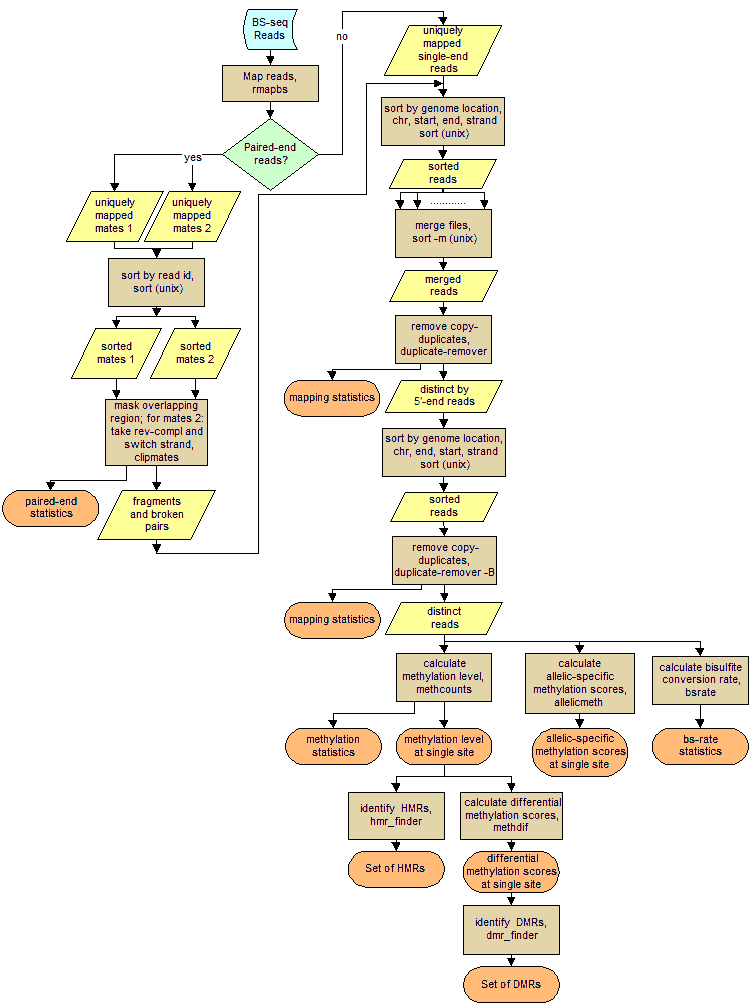 BS-seq
Reads
no
uniquely
mapped
single-end
reads
Map reads,
rmapbs
sort by genome location,
chr, start, end, strand
sort (unix)
Paired-end
reads?
yes
sorted
reads
uniquely
mapped
mates 1
uniquely
mapped
mates 2
.............
merge files,
sort -m (unix)
sort by read id,
sort (unix)
merged
reads
sorted
mates 1
sorted
mates 2
remove copy-
duplicates,
duplicate-remover
mapping statistics
distinct by
5'-end reads
mask overlapping
region; for mates 2:
take rev-compl and
switch strand,
clipmates
sort by genome location,
chr, end, start, strand
sort (unix)
paired-end
statistics
fragments
and broken
pairs
sorted
reads
remove copy-
duplicates,
duplicate-remover -B
mapping statistics
distinct
reads
calculate
methylation level,
methcounts
calculate
allelic-specific
methylation scores,
allelicmeth
calculate bisulfite
conversion rate,
bsrate
methylation
statistics
methylation level
at single site
allelic-specific
methylation scores
at single site
bs-rate
statistics
identify HMRs,
hmr_finder
calculate differential
methylation scores,
methdif
Set of HMRs
differential
methylation scores
at single site
identify DMRs,
dmr_finder
Set of DMRs